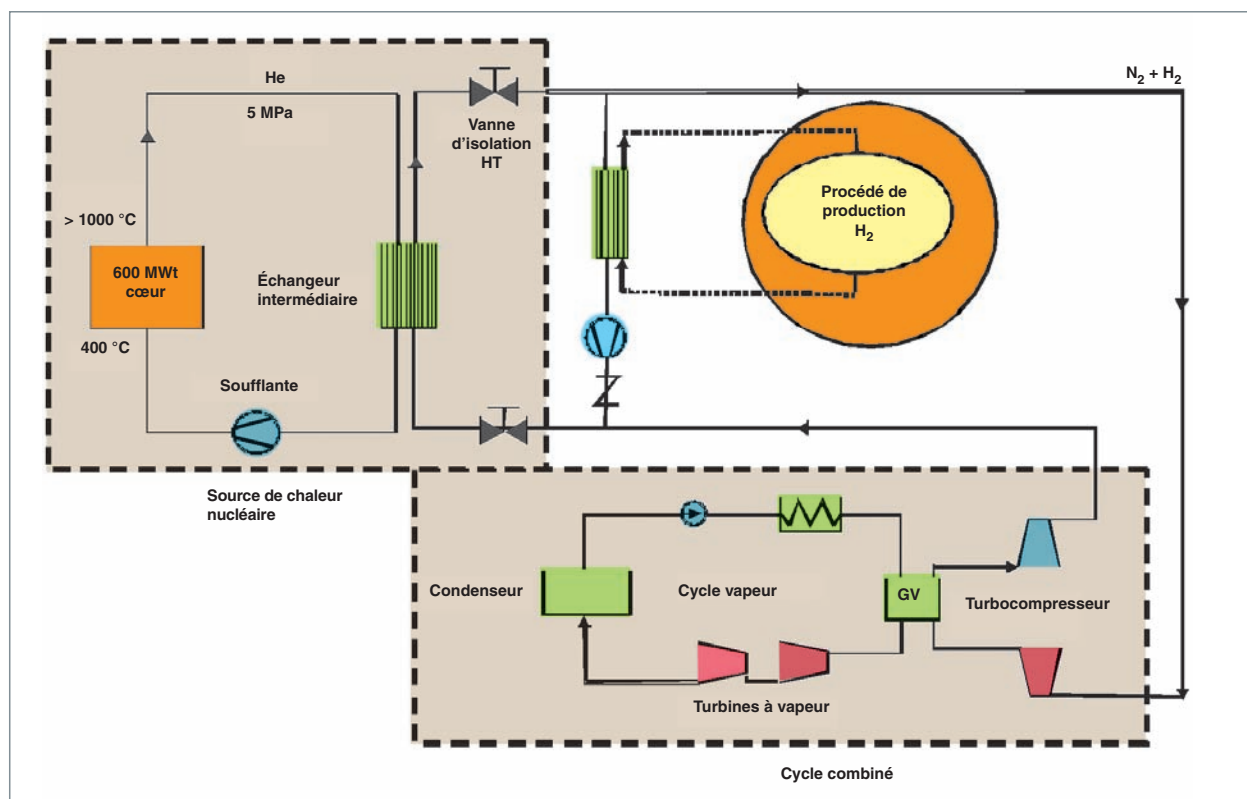 He
5 MPa
Vanne
d'isolation
HT
N₂ + H₂
> 1000 °C
600 MWt
cœur
400 °C
Échangeur
intermédiaire
Soufflante
Procédé de
production
H₂
Source de chaleur
nucléaire
Condenseur
Cycle vapeur
GV
Turbocompresseur
Turbines à vapeur
Cycle combiné